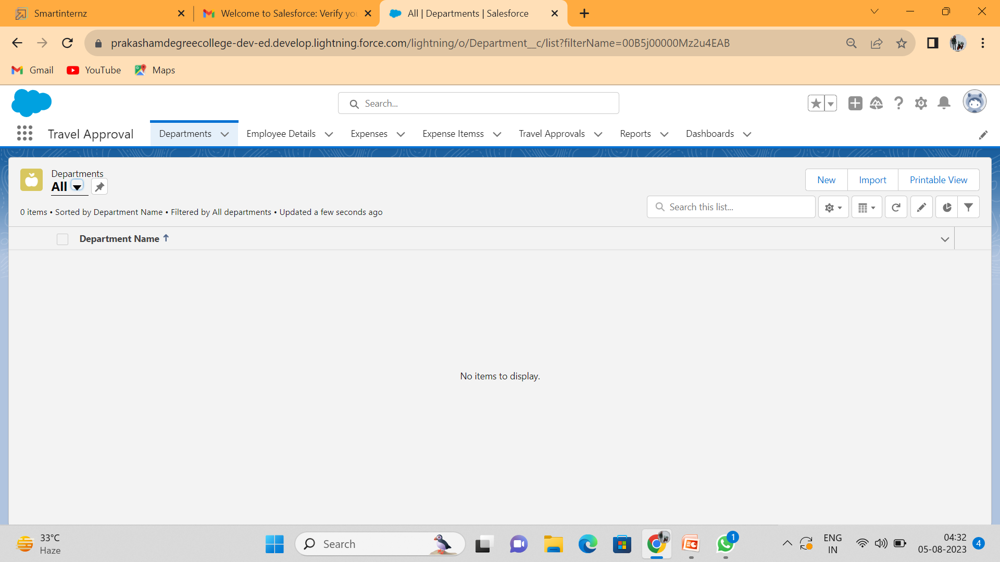 Smartinternz
Welcome to Salesforce: Verify you
All | Departments | Salesforce
prakashamdegreecollege-dev-ed.develop.lightning.force.com/lightning/o/Department__c/list?filterName=00B5j00000Mz2u4EAB
Gmail
YouTube
Maps
Search...
Travel Approval
Departments
Employee Details
Expenses
Expense Itemss
Travel Approvals
Reports
Dashboards
Departments
All
New
Import
Printable View
0 items • Sorted by Department Name • Filtered by All departments • Updated a few seconds ago
Search this list...
Department Name
No items to display.
33°C
Haze
Search
1
ENG
IN
04:32
05-08-2023
4